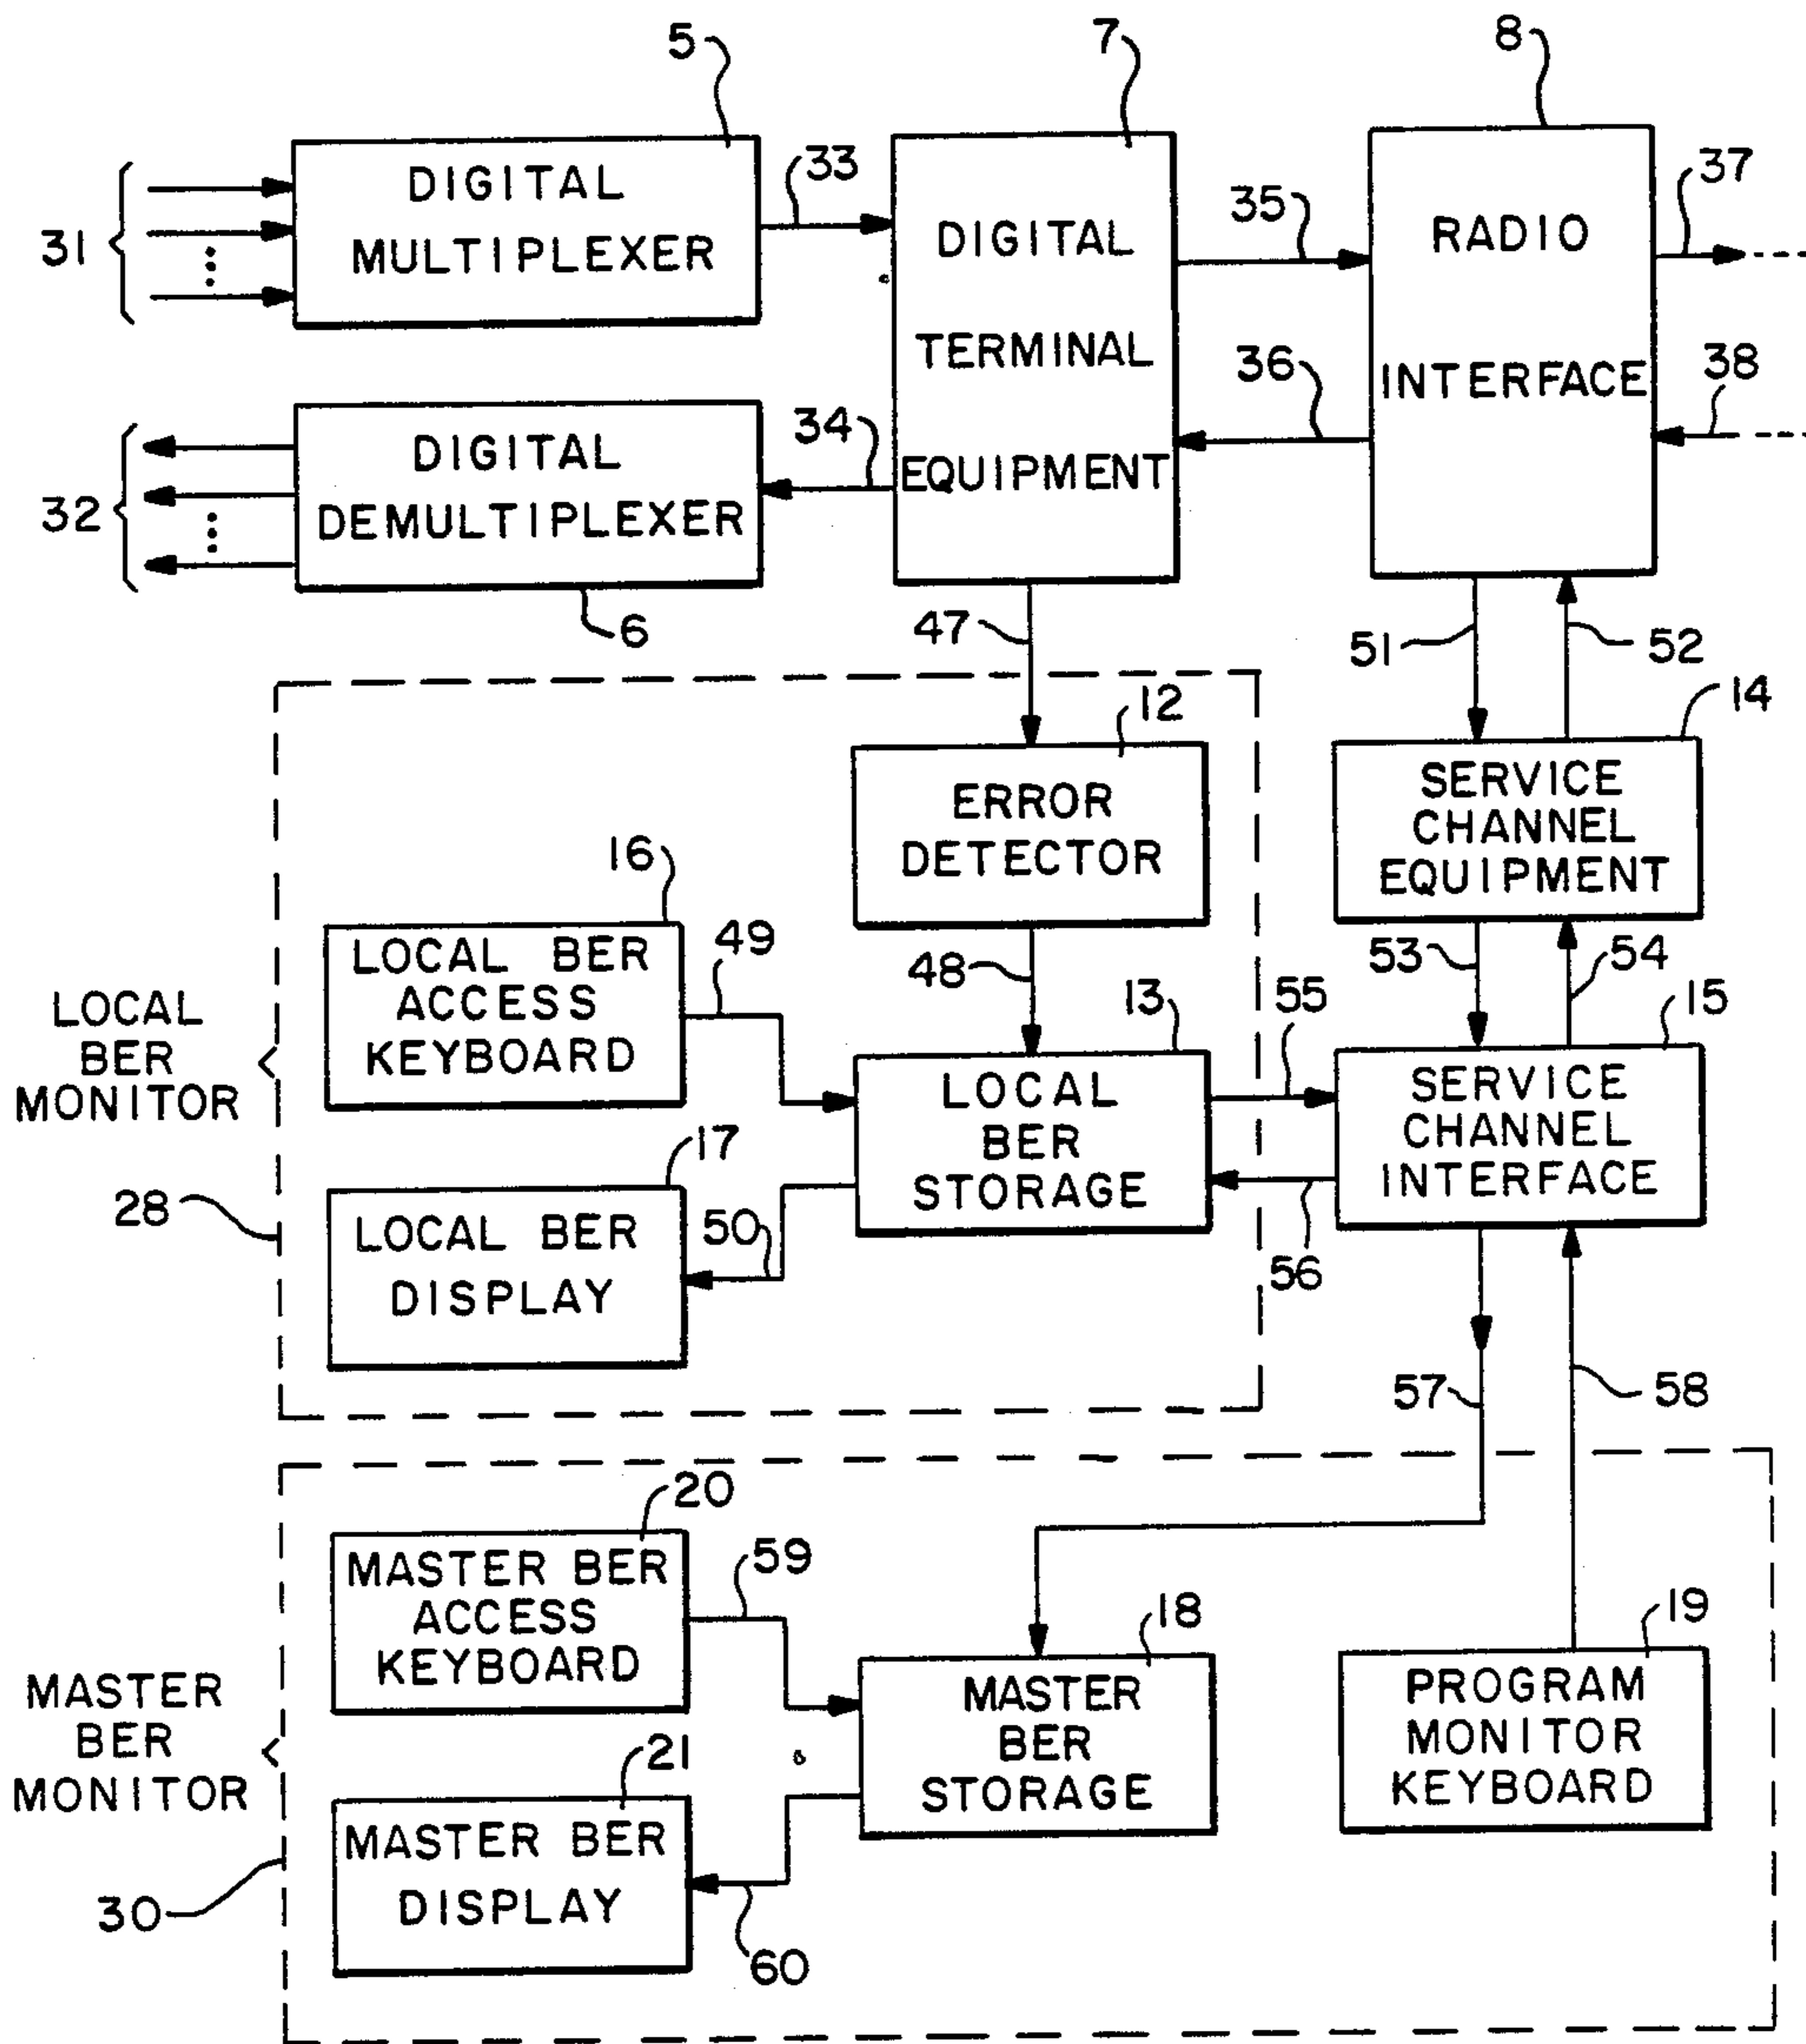 5
7
8
31
DIGITAL
MULTIPLEXER
33
DIGITAL
TERMINAL
EQUIPMENT
35
36
RADIO
INTERFACE
37
38
32
DIGITAL
DEMULTIPLEXER
34
6
47
51
52
12
ERROR
DETECTOR
14
SERVICE
CHANNEL
EQUIPMENT
16
LOCAL BER
ACCESS
KEYBOARD
49
48
53
54
LOCAL
BER
MONITOR
13
LOCAL
BER
STORAGE
55
56
15
SERVICE
CHANNEL
INTERFACE
28
17
LOCAL BER
DISPLAY
50
57
58
20
MASTER BER
ACCESS
KEYBOARD
59
18
MASTER
BER
STORAGE
19
PROGRAM
MONITOR
KEYBOARD
MASTER
BER
MONITOR
30
21
MASTER BER
DISPLAY
60